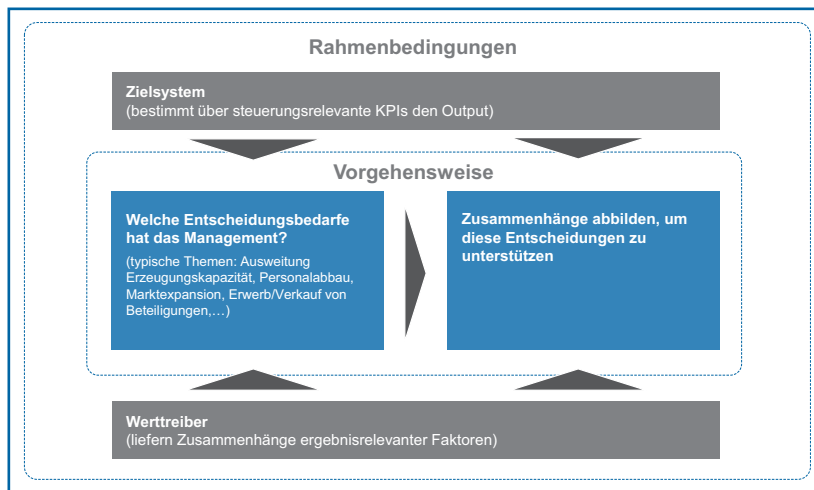 Rahmenbedingungen
Zielsystem
(bestimmt über steuerungsrelevante KPIs den Output)
Vorgehensweise
Welche Entscheidungsbedarfe
hat das Management?
(typische Themen: Ausweitung
Erzeugungskapazität, Personalabbau,
Marktexpansion, Erwerb/Verkauf von
Beteiligungen,…)
Zusammenhänge abbilden, um
diese Entscheidungen zu
unterstützen
Werttreiber
(liefern Zusammenhänge ergebnisrelevanter Faktoren)